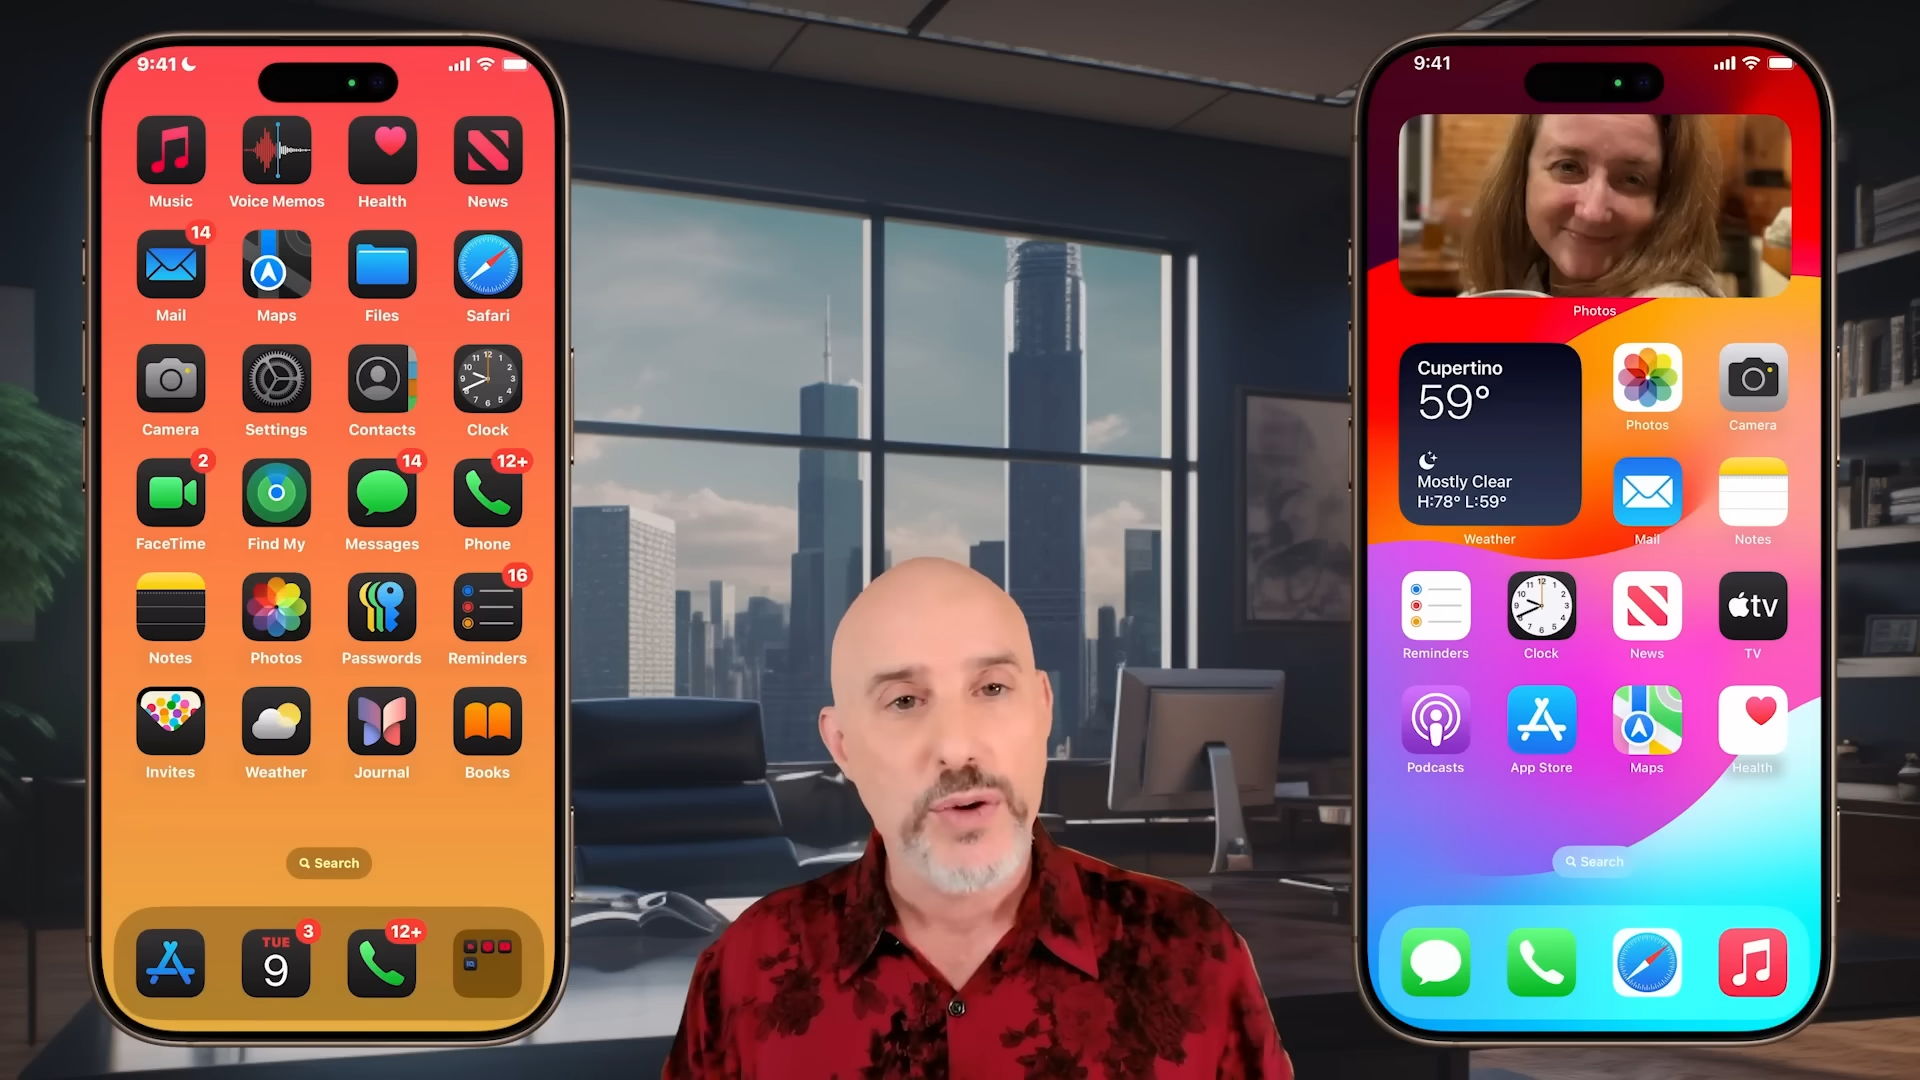 9:41
Music
Voice Memos
Health
News
14
Mail
Maps
Files
Safari
Camera
Settings
Contacts
Clock
2
14
12+
FaceTime
Find My
Messages
Phone
16
Notes
Photos
Passwords
Reminders
Invites
Weather
Journal
Books
Search
3
12+
TUE
9
9:41
Photos
Cupertino
59°
Mostly Clear
H:78° L:59°
Weather
Photos
Camera
Mail
Notes
tv
Reminders
Clock
News
TV
Podcasts
App Store
Maps
Health
Search